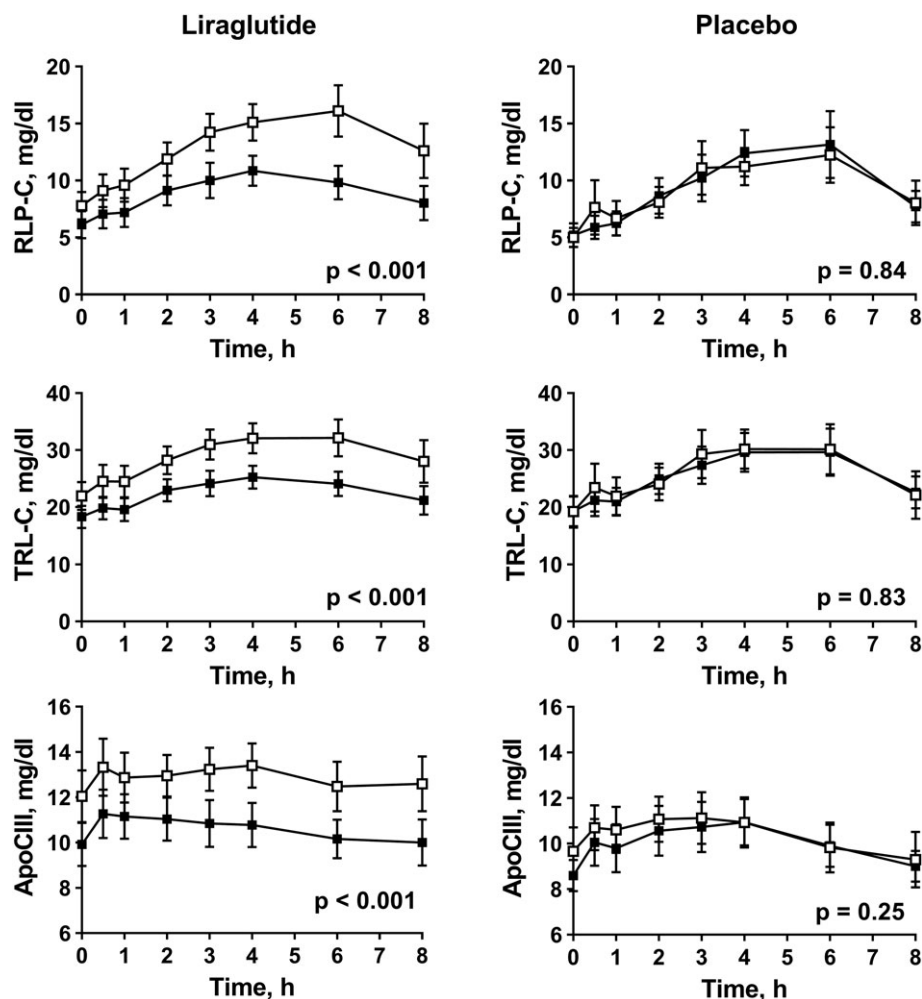 Liraglutide
Placebo
20
15
10
5
0
RLP-C, mg/dl
p < 0.001
0 1 2 3 4 5 6 7 8
Time, h
20
15
10
5
0
RLP-C, mg/dl
p = 0.84
0 1 2 3 4 5 6 7 8
Time, h
40
30
20
10
0
TRL-C, mg/dl
p < 0.001
0 1 2 3 4 5 6 7 8
Time, h
40
30
20
10
0
TRL-C, mg/dl
p = 0.83
0 1 2 3 4 5 6 7 8
Time, h
16
14
12
10
8
6
ApoCIII, mg/dl
p < 0.001
0 1 2 3 4 5 6 7 8
Time, h
16
14
12
10
8
6
ApoCIII, mg/dl
p = 0.25
0 1 2 3 4 5 6 7 8
Time, h